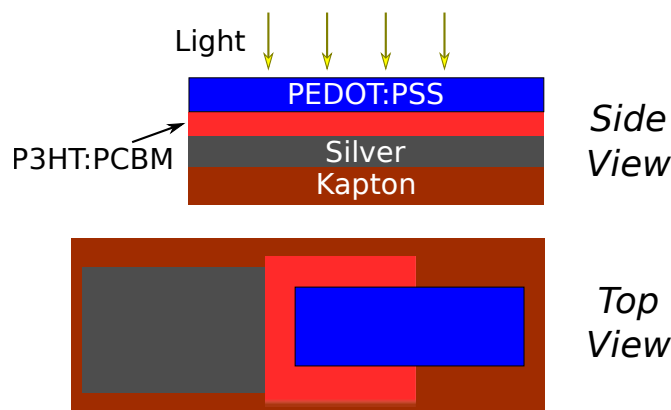 Light
PEDOT:PSS
P3HT:PCBM
Silver
Kapton
Side
View
Top
View